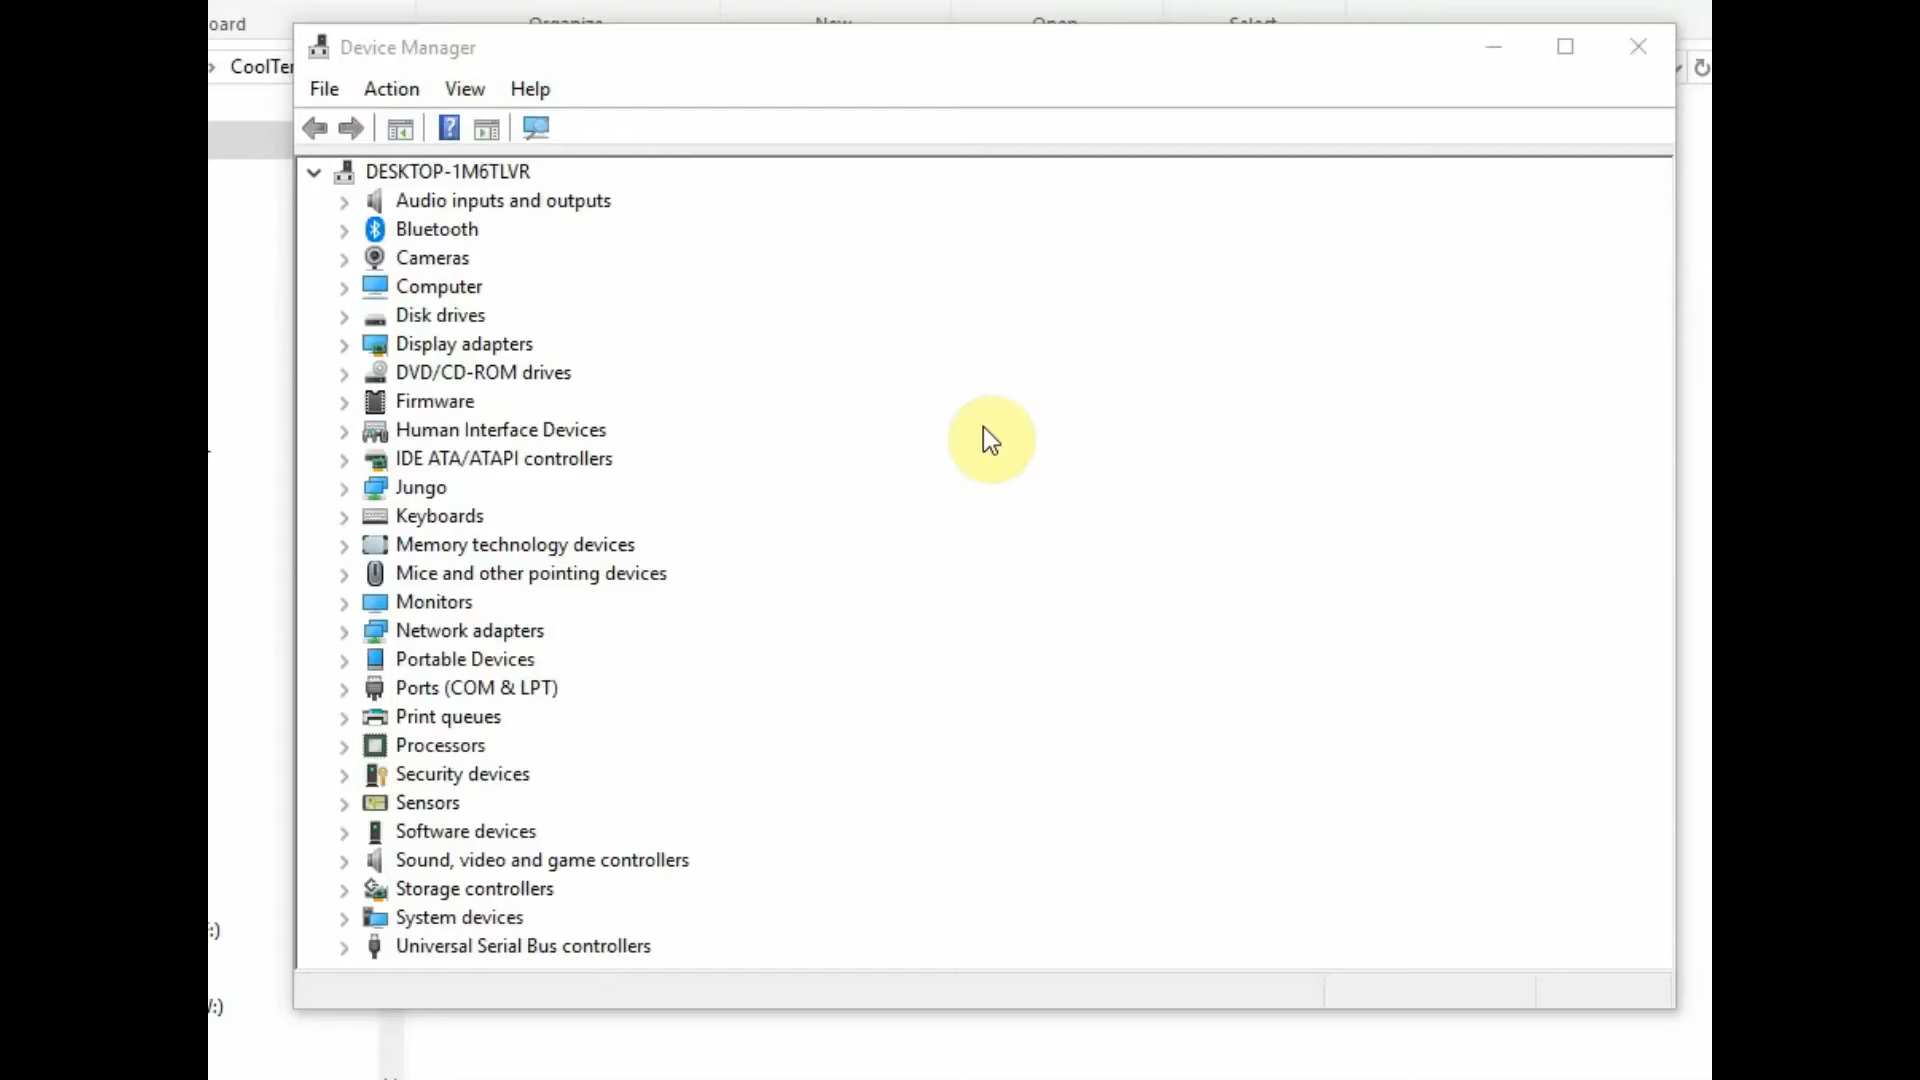 oard
Device Manager
CoolTer
File Action View Help
DESKTOP-1M6TLVR
Audio inputs and outputs
Bluetooth
Cameras
Computer
Disk drives
Display adapters
DVD/CD-ROM drives
Firmware
Human Interface Devices
IDE ATA/ATAPI controllers
Jungo
Keyboards
Memory technology devices
Mice and other pointing devices
Monitors
Network adapters
Portable Devices
Ports (COM & LPT)
Print queues
Processors
Security devices
Sensors
Software devices
Sound, video and game controllers
Storage controllers
System devices
Universal Serial Bus controllers
:)